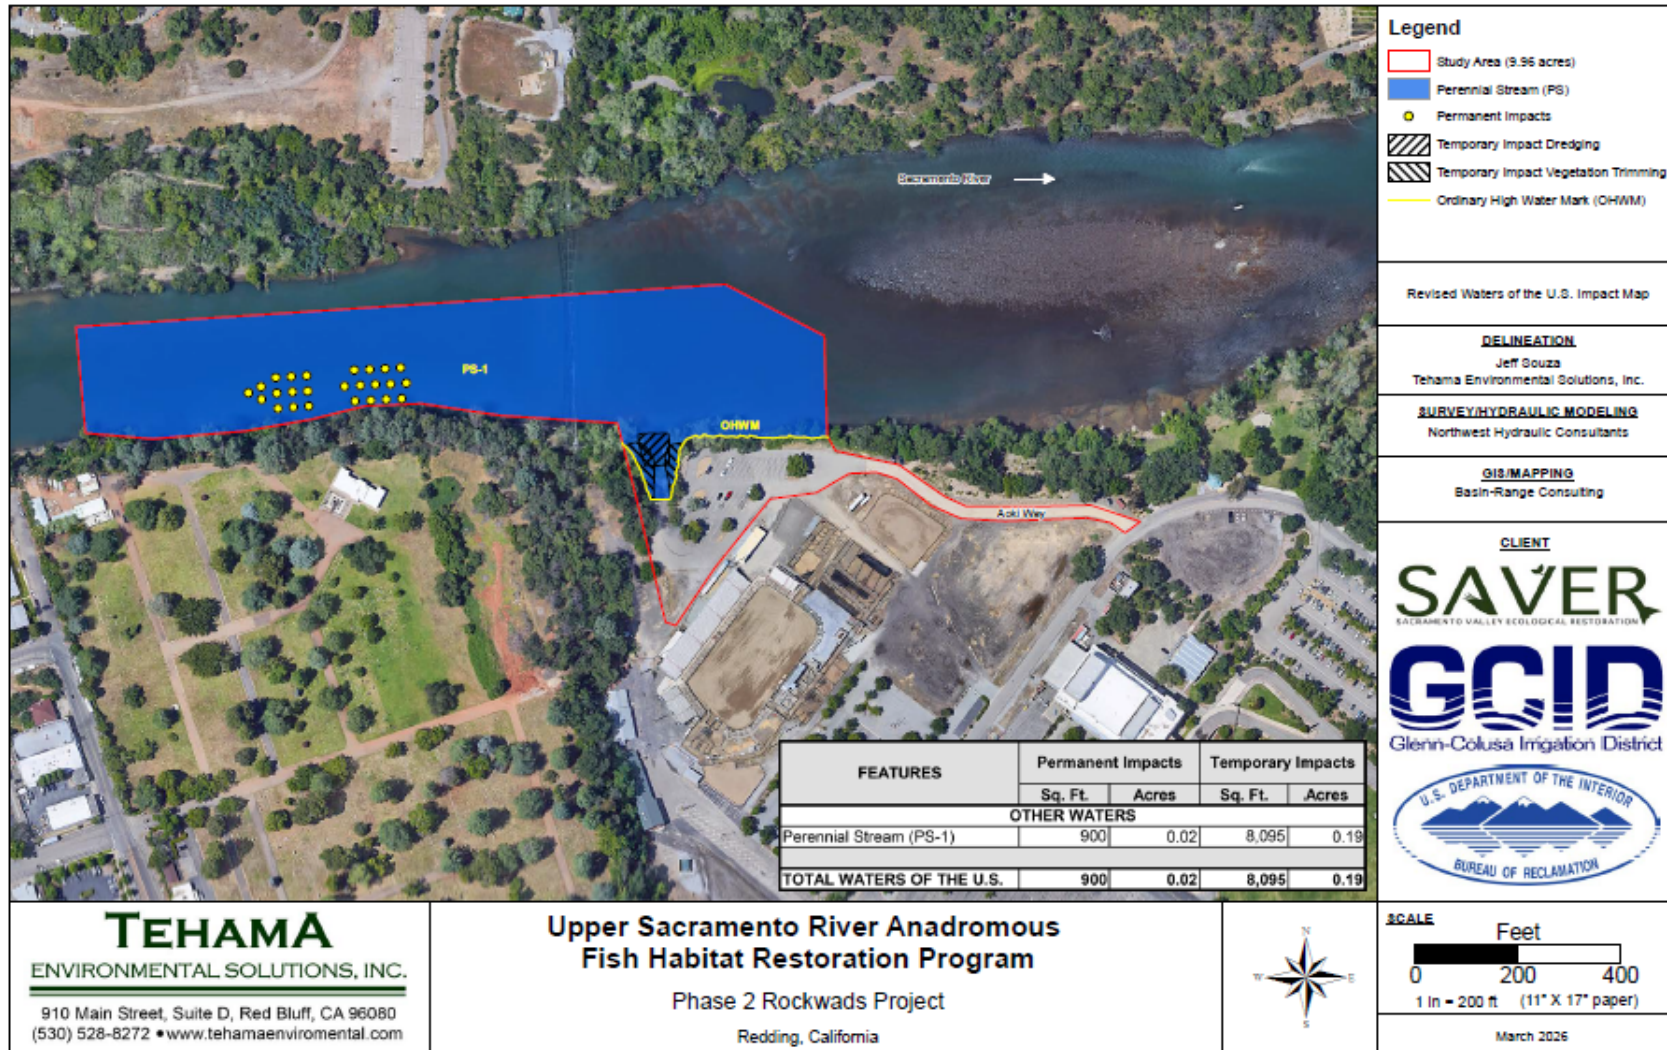 Sacramento River
PS-1
OHWM
Aoki Way
FEATURES
Permanent Impacts
Temporary Impacts
Sq. Ft.
Acres
Sq. Ft.
Acres
OTHER WATERS
Perennial Stream (PS-1) 900 0.02 8,095 0.19
TOTAL WATERS OF THE U.S. 900 0.02 8,095 0.19
Legend
Study Area (9.96 acres)
Perennial Stream (PS)
Permanent Impacts
Temporary Impact Dredging
Temporary Impact Vegetation Trimming
Ordinary High Water Mark (OHWM)
Revised Waters of the U.S. Impact Map
DELINEATION
Jeff Souza
Tehama Environmental Solutions, Inc.
SURVEY/HYDRAULIC MODELING
Northwest Hydraulic Consultants
GIS/MAPPING
Basin-Range Consulting
CLIENT
SAVER
SACRAMENTO VALLEY ECOLOGICAL RESTORATION
GCID
Glenn-Colusa Irrigation District
U.S. DEPARTMENT OF THE INTERIOR
BUREAU OF RECLAMATION
TEHAMA
ENVIRONMENTAL SOLUTIONS, INC.
910 Main Street, Suite D, Red Bluff, CA 96080
(530) 528-8272 • www.tehamaenviromental.com
Upper Sacramento River Anadromous
Fish Habitat Restoration Program
Phase 2 Rockwads Project
Redding, California
N
W E
S
SCALE
Feet
0 200 400
1 in = 200 ft (11" X 17" paper)
March 2026